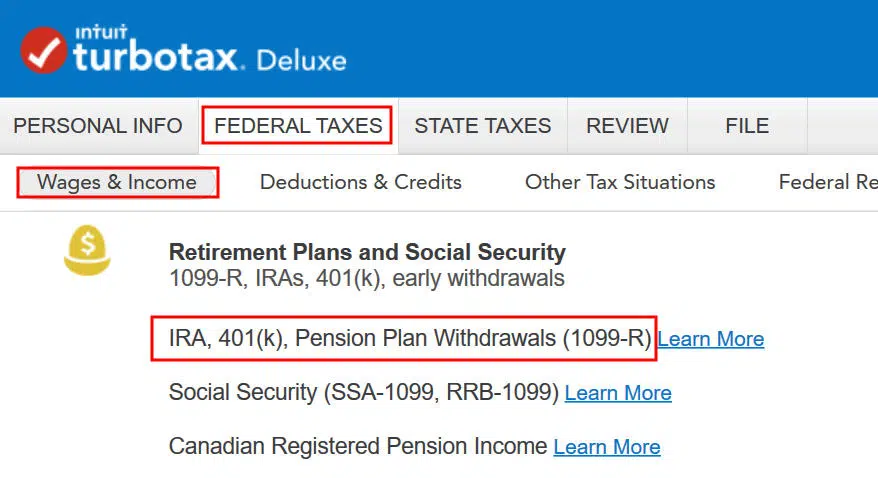 intuit
turbotax. Deluxe
PERSONAL INFO FEDERAL TAXES STATE TAXES REVIEW FILE
Wages & Income Deductions & Credits Other Tax Situations Federal Re
$
Retirement Plans and Social Security
1099-R, IRAs, 401(k), early withdrawals
IRA, 401(k), Pension Plan Withdrawals (1099-R) Learn More
Social Security (SSA-1099, RRB-1099) Learn More
Canadian Registered Pension Income Learn More